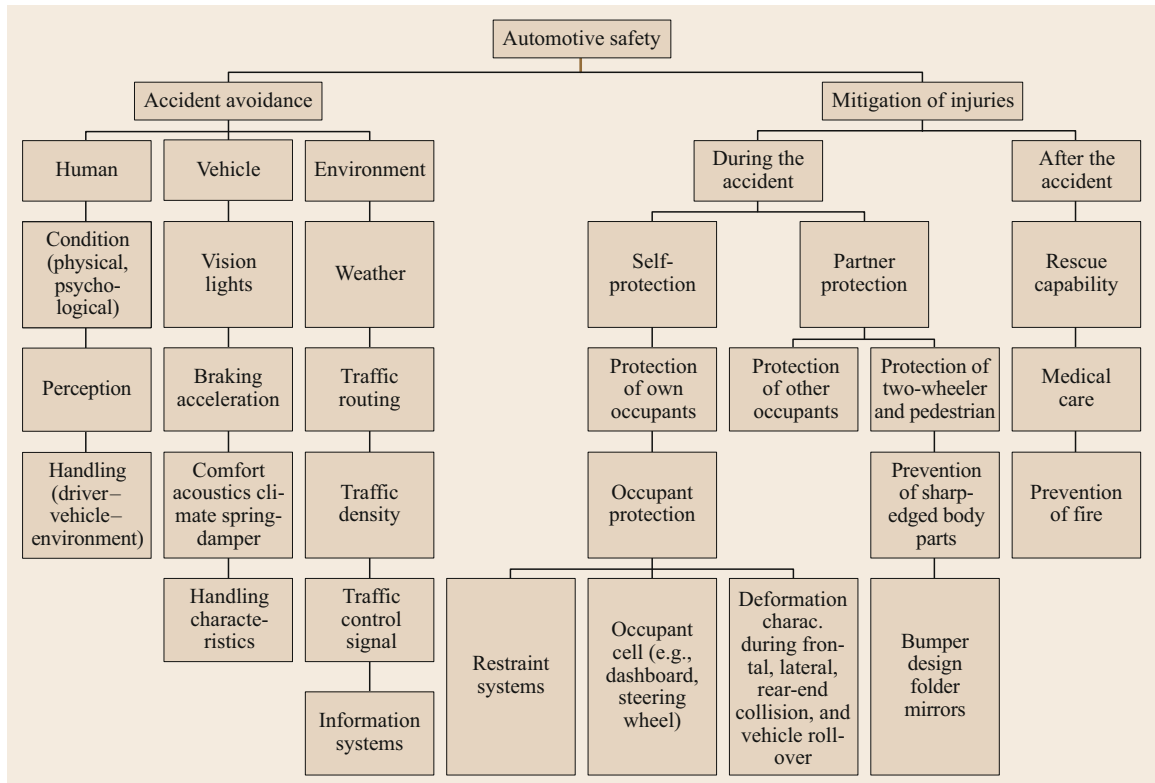 Automotive safety
Accident avoidance
Mitigation of injuries
Human
Vehicle
Environment
During the
accident
After the
accident
Condition
(physical,
psycho-
logical)
Vision
lights
Weather
Self-
protection
Partner
protection
Rescue
capability
Perception
Braking
acceleration
Traffic
routing
Protection
of own
occupants
Protection
of other
occupants
Protection of
two-wheeler
and pedestrian
Medical
care
Handling
(driver–
vehicle–
environment)
Comfort
acoustics cli-
mate spring-
damper
Traffic
density
Occupant
protection
Prevention
of sharp-
edged body
parts
Prevention
of fire
Handling
characte-
ristics
Traffic
control
signal
Restraint
systems
Occupant
cell (e.g.,
dashboard,
steering
wheel)
Deformation
charac.
during fron-
tal, lateral,
rear-end
collision, and
vehicle roll-
over
Bumper
design
folder
mirrors
Information
systems